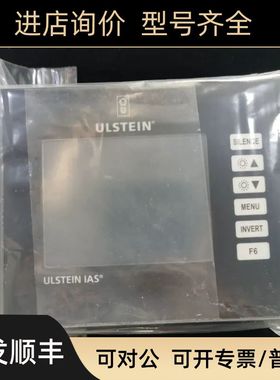 进店询价 型号齐全
ULSTEIN®
SILENCE
MENU
INVERT
F6
ULSTEIN IAS®
发顺丰
可对公 可开专票/普